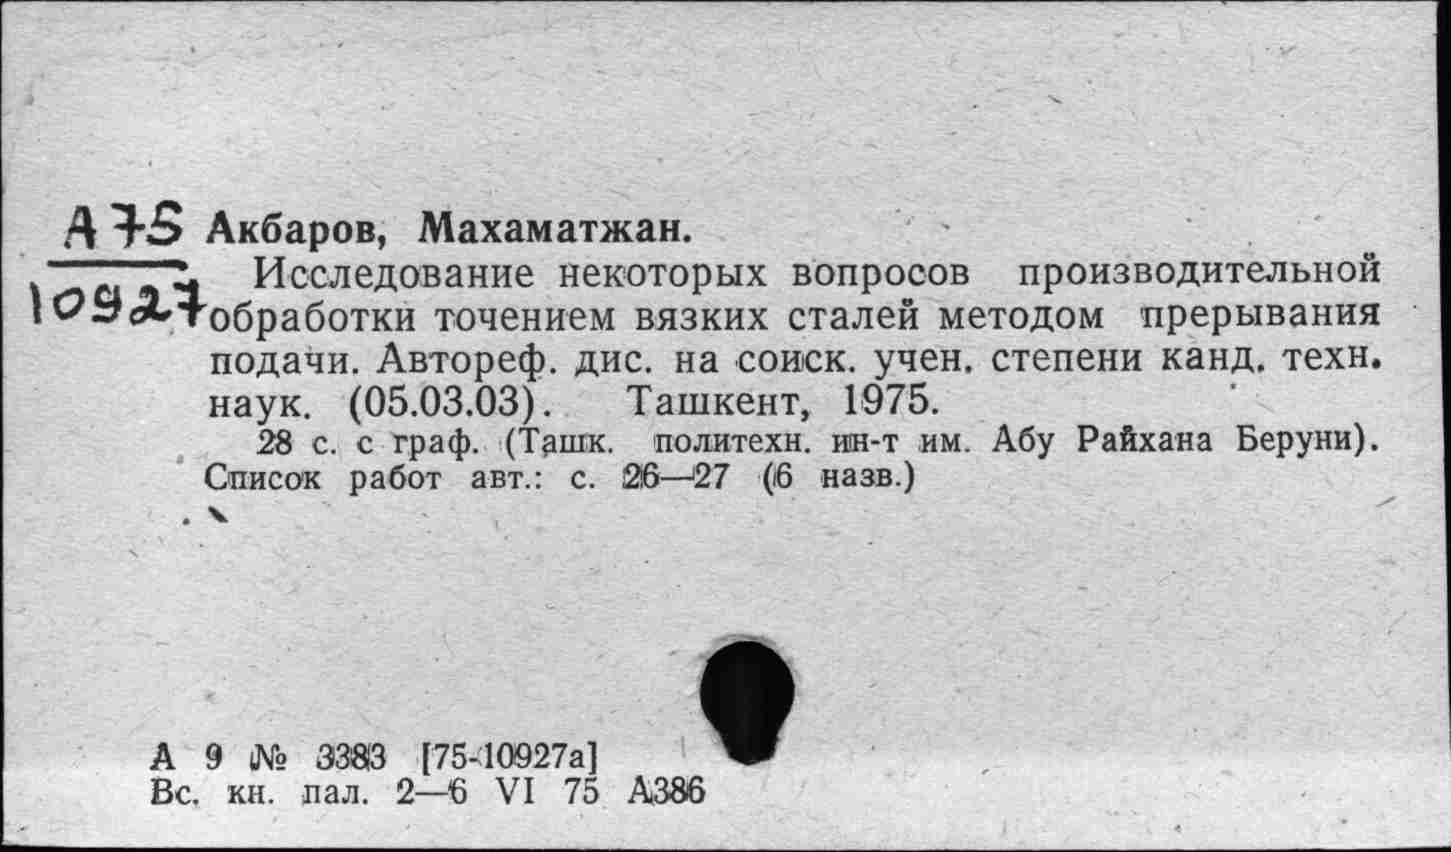 А 75 Акбаров, Махаматжан.
10927 Исследование некоторых вопросов производительной
обработки точением вязких сталей методом прерывания
подачи. Автореф. дис. на соиск. учен. степени канд. техн.
наук. (05.03.03). Ташкент, 1975.
28 с. с граф. (Ташк. политехн. ин-т им. Абу Райхана Беруни).
Список работ авт.: с. 26—27 (6 назв.)
А 9 № 3383 [75-10927а]
Вс. кн. пал. 2—6 VI 75 А386